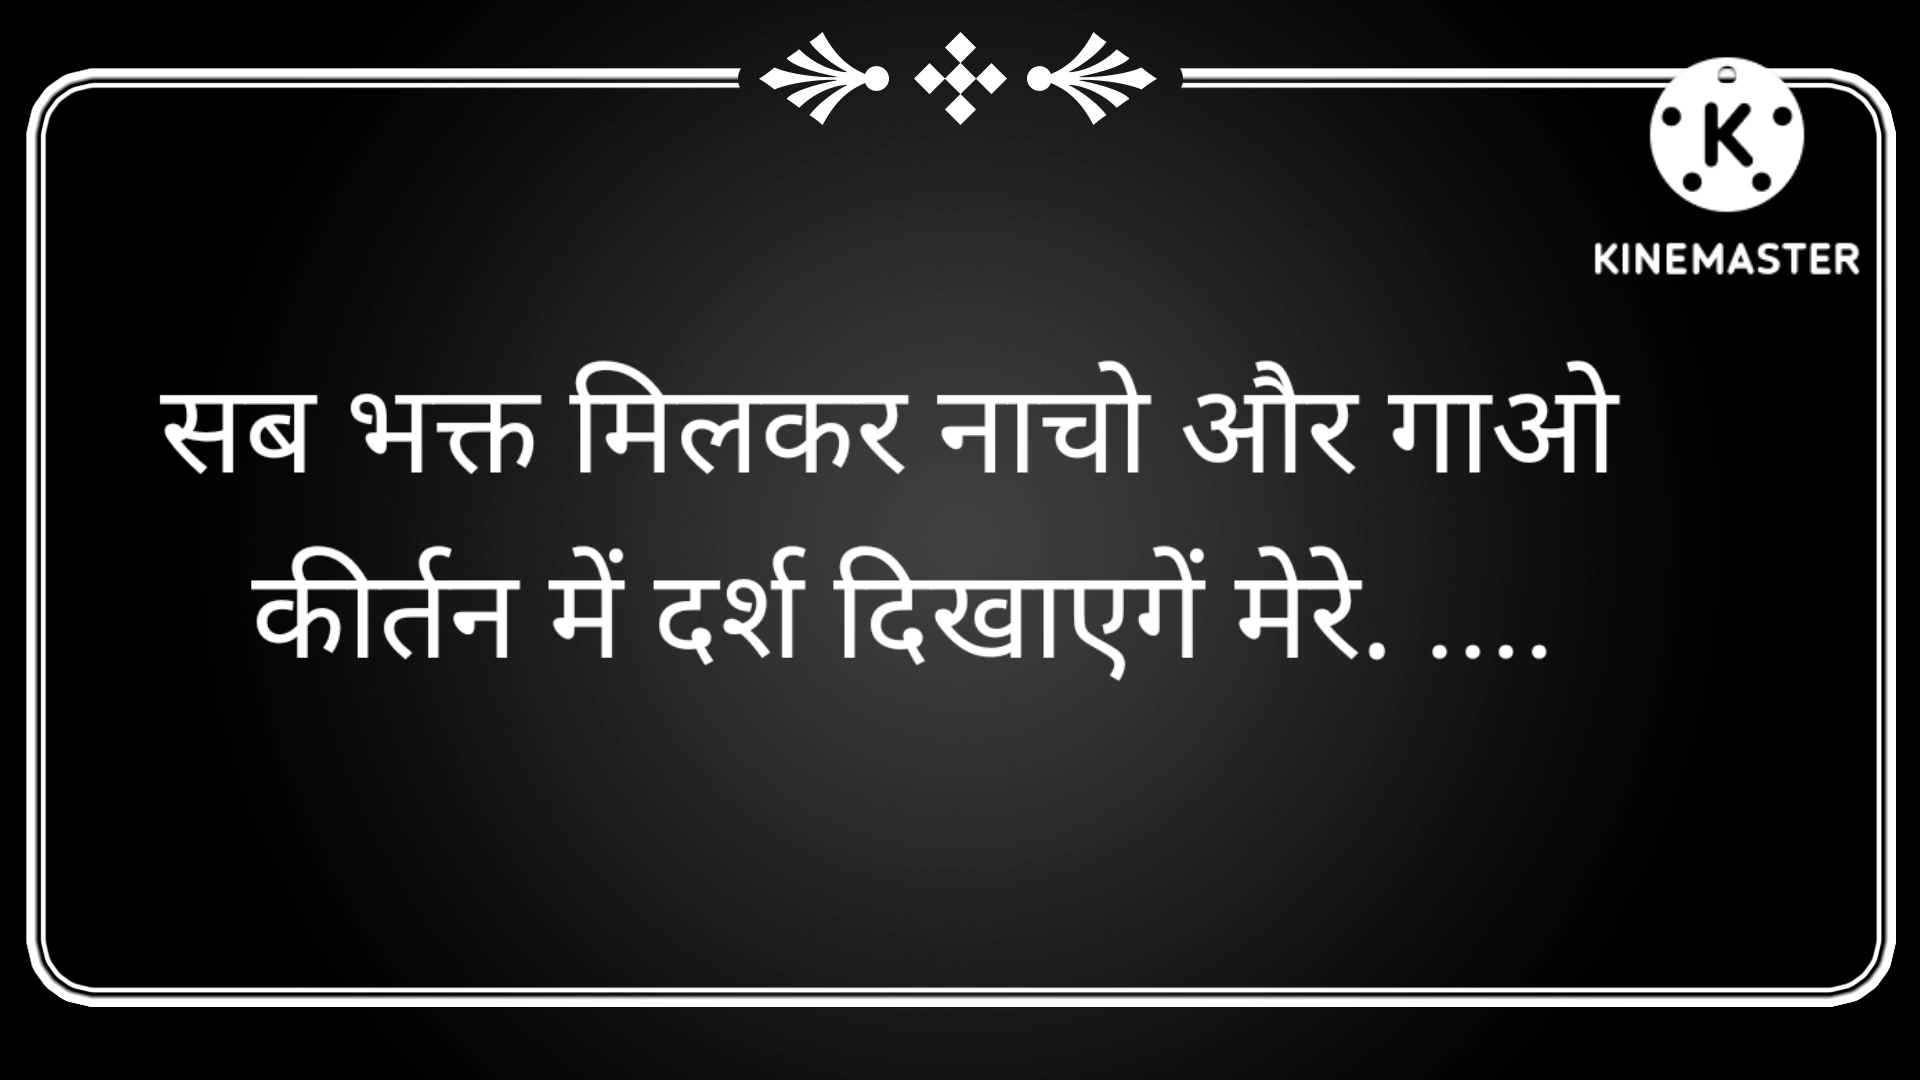 K
KINEMASTER
सब भक्त मिलकर नाचो और गाओ
कीर्तन में दर्श दिखाएगें मेरे. ....